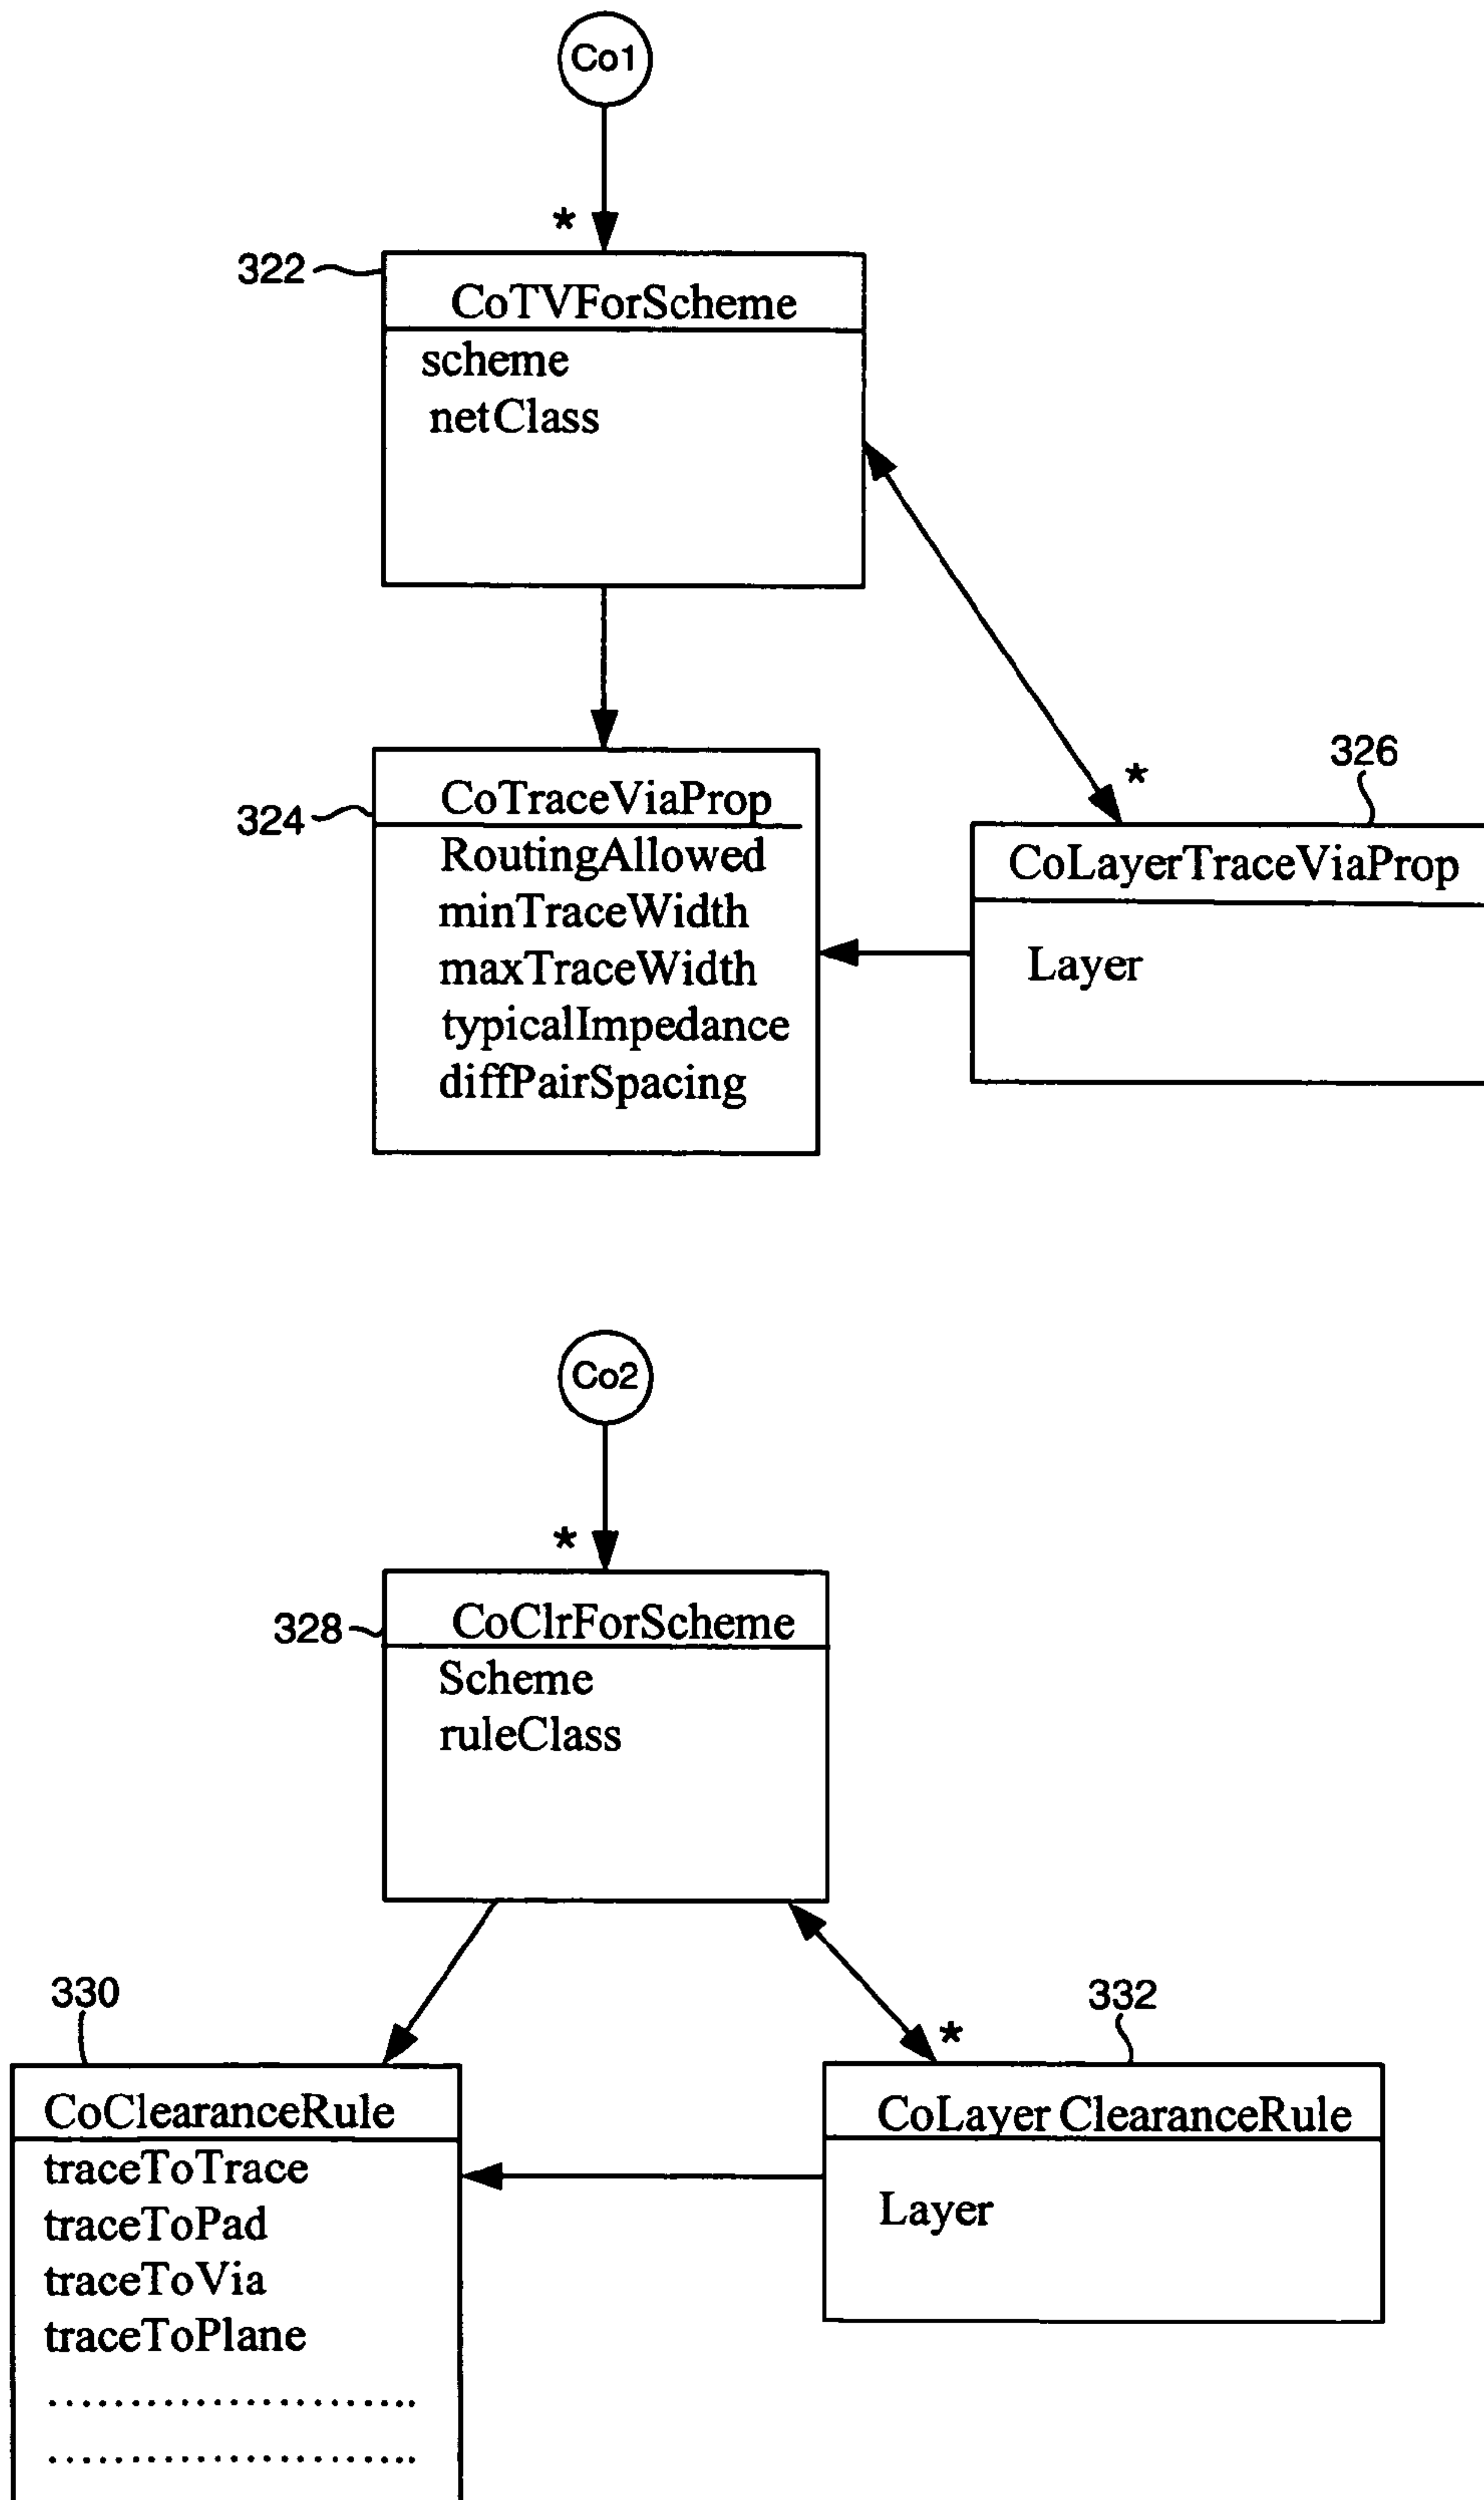 Co1
*
322
CoTVForScheme
scheme
netClass
*
326
324
CoTraceViaProp
RoutingAllowed
minTraceWidth
maxTraceWidth
typicalImpedance
diffPairSpacing
CoLayerTraceViaProp
Layer
Co2
*
328
CoClrForScheme
Scheme
ruleClass
330
*
332
CoClearanceRule
traceToTrace
traceToPad
traceToVia
traceToPlane
......................
......................
CoLayer ClearanceRule
Layer